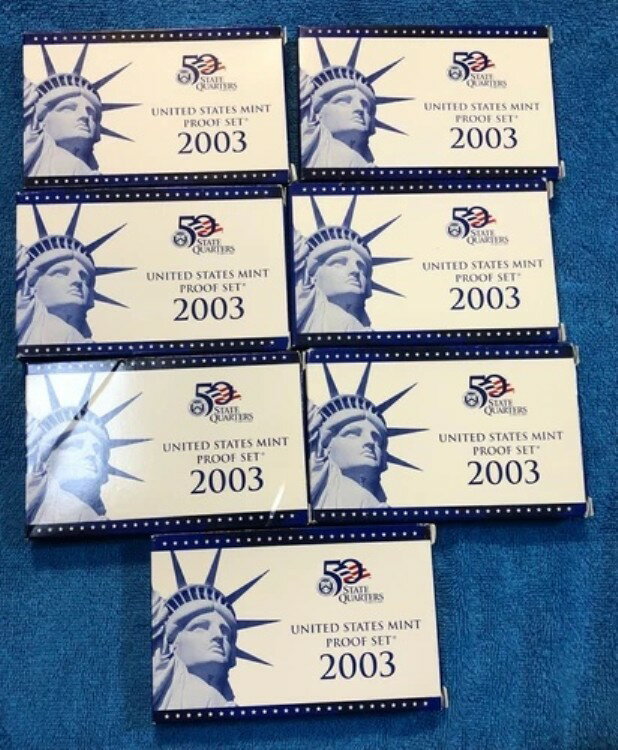 50
STATE
QUARTERS
UNITED STATES MINT
PROOF SET®
2003
50
STATE
QUARTERS
UNITED STATES MINT
PROOF SET®
2003
50
STATE
QUARTERS
UNITED STATES MINT
PROOF SET®
2003
50
STATE
QUARTERS
UNITED STATES MINT
PROOF SET®
2003
50
STATE
QUARTERS
UNITED STATES MINT
PROOF SET®
2003
50
STATE
QUARTERS
UNITED STATES MINT
PROOF SET®
2003
50
STATE
QUARTERS
UNITED STATES MINT
PROOF SET®
2003